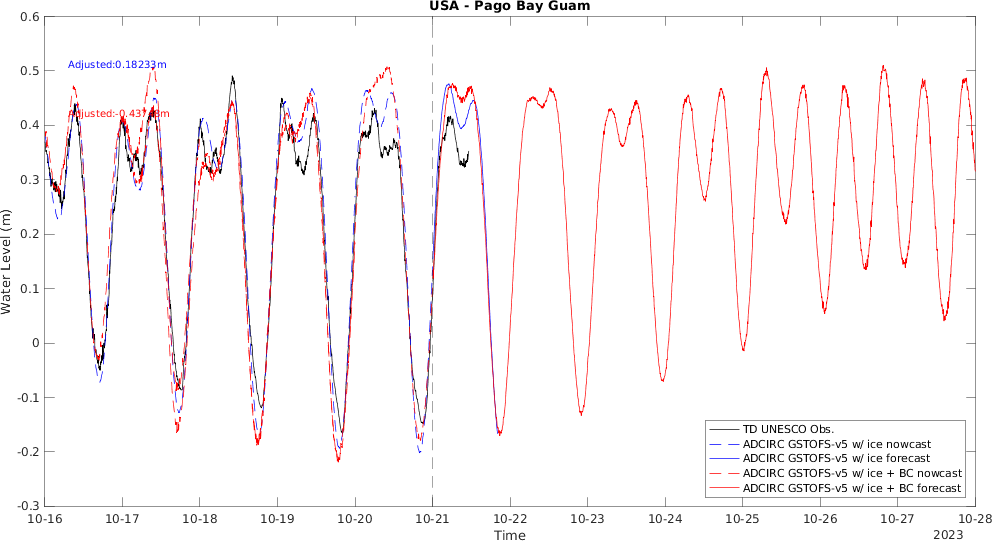 USA - Pago Bay Guam
0.6
0.5
0.4
0.3
0.2
0.1
0
-0.1
-0.2
-0.3
Water Level (m)
Adjusted:0.18233m
10-16 10-17 10-18 10-19 10-20 10-21 10-22 10-23 10-24 10-25 10-26 10-27 10-28
Time
2023
TD UNESCO Obs.
ADCIRC GSTOFS-v5 w/ ice nowcast
ADCIRC GSTOFS-v5 w/ ice forecast
ADCIRC GSTOFS-v5 w/ ice + BC nowcast
ADCIRC GSTOFS-v5 w/ ice + BC forecast